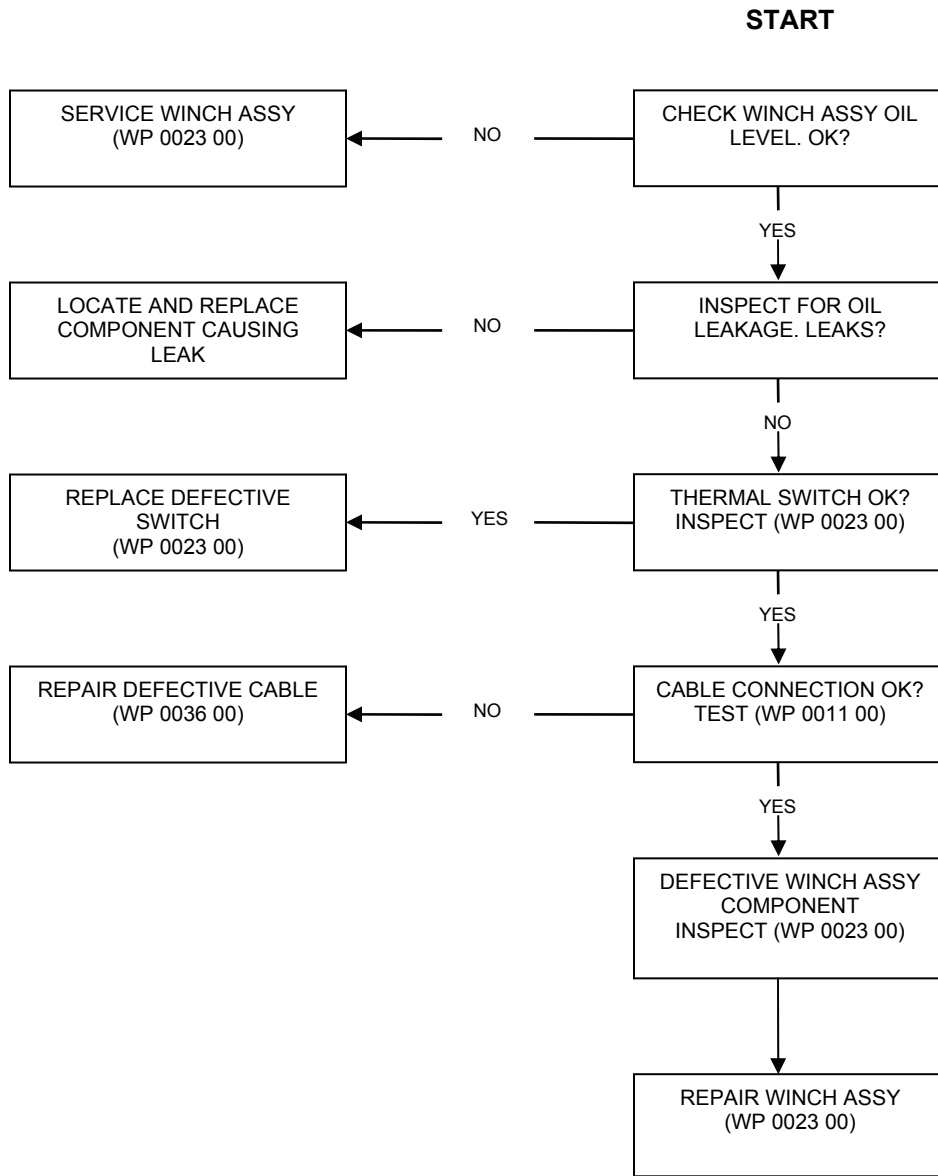 START
SERVICE WINCH ASSY
(WP 0023 00)
NO
CHECK WINCH ASSY OIL
LEVEL. OK?
YES
LOCATE AND REPLACE
COMPONENT CAUSING
LEAK
NO
INSPECT FOR OIL
LEAKAGE. LEAKS?
NO
REPLACE DEFECTIVE
SWITCH
(WP 0023 00)
YES
THERMAL SWITCH OK?
INSPECT (WP 0023 00)
YES
REPAIR DEFECTIVE CABLE
(WP 0036 00)
NO
CABLE CONNECTION OK?
TEST (WP 0011 00)
YES
DEFECTIVE WINCH ASSY
COMPONENT
INSPECT (WP 0023 00)
REPAIR WINCH ASSY
(WP 0023 00)